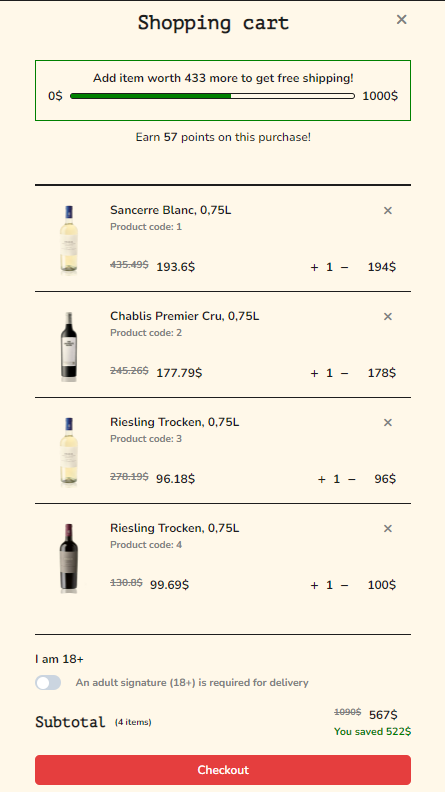 Shopping cart ×
Add item worth 433 more to get free shipping!
0$ 1000$
Earn 57 points on this purchase!
Sancerre Blanc, 0,75L ×
Product code: 1
435.49$ 193.6$ + 1 – 194$
Chablis Premier Cru, 0,75L ×
Product code: 2
245.26$ 177.79$ + 1 – 178$
Riesling Trocken, 0,75L ×
Product code: 3
278.19$ 96.18$ + 1 – 96$
Riesling Trocken, 0,75L ×
Product code: 4
130.8$ 99.69$ + 1 – 100$
I am 18+
An adult signature (18+) is required for delivery
Subtotal (4 items) 1090$ 567$
You saved 522$
Checkout